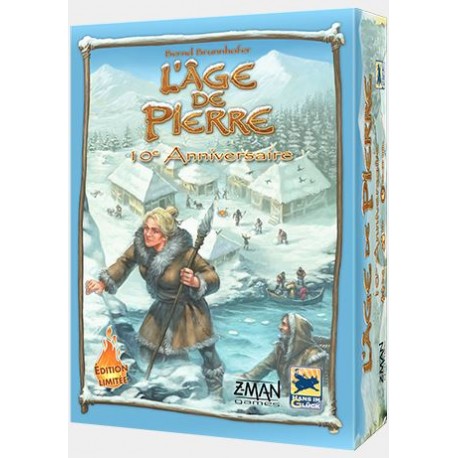 Bernd Brunnhofer
L'ÂGE
DE
PIERRE
10e Anniversaire
ÉDITION
LIMITÉE
Z-MAN
games
HANS IM
GLÜCK
L'ÂGE DE PIERRE
10e Anniversaire
Z-MAN